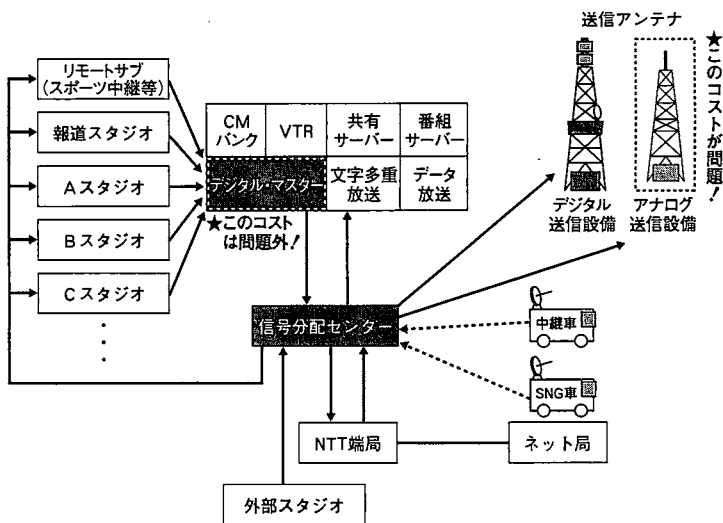 送信アンテナ
★このコストが問題!
リモートサブ
(スポーツ中継等)
報道スタジオ
Aスタジオ
Bスタジオ
Cスタジオ
CM
バンク
VTR
共有
サーバー
番組
サーバー
デジタル・マスター
文字多重
放送
データ
放送
★このコスト
は問題外!
デジタル
送信設備
アナログ
送信設備
信号分配センター
中継車
SNG車
NTT端局
ネット局
外部スタジオ